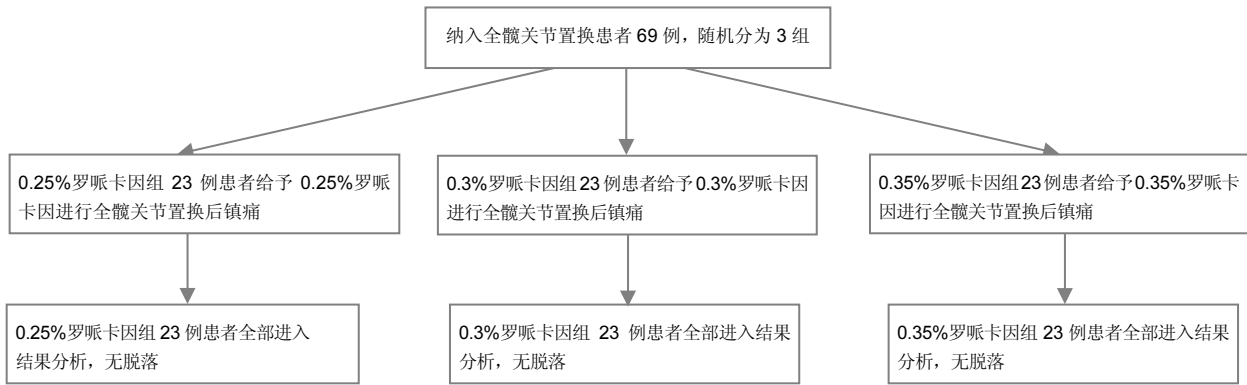 纳入全髋关节置换患者 69 例，随机分为 3 组
0.25%罗哌卡因组 23 例患者给予 0.25%罗哌
卡因进行全髋关节置换后镇痛
0.3%罗哌卡因组 23 例患者给予 0.3%罗哌卡因
进行全髋关节置换后镇痛
0.35%罗哌卡因组 23 例患者给予 0.35%罗哌卡
因进行全髋关节置换后镇痛
0.25%罗哌卡因组 23 例患者全部进入
结果分析，无脱落
0.3%罗哌卡因组 23 例患者全部进入结果
分析，无脱落
0.35%罗哌卡因组 23 例患者全部进入结果
分析，无脱落